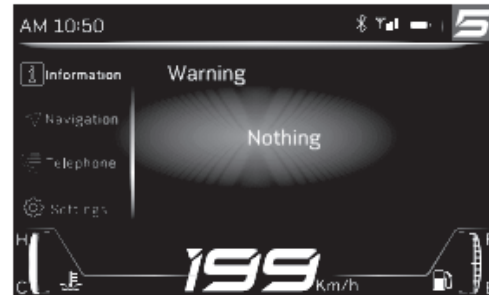 AM 10:50
5
Information
Warning
Navigation
Nothing
Telephone
Settings
H
F
199 Km/h
C
E